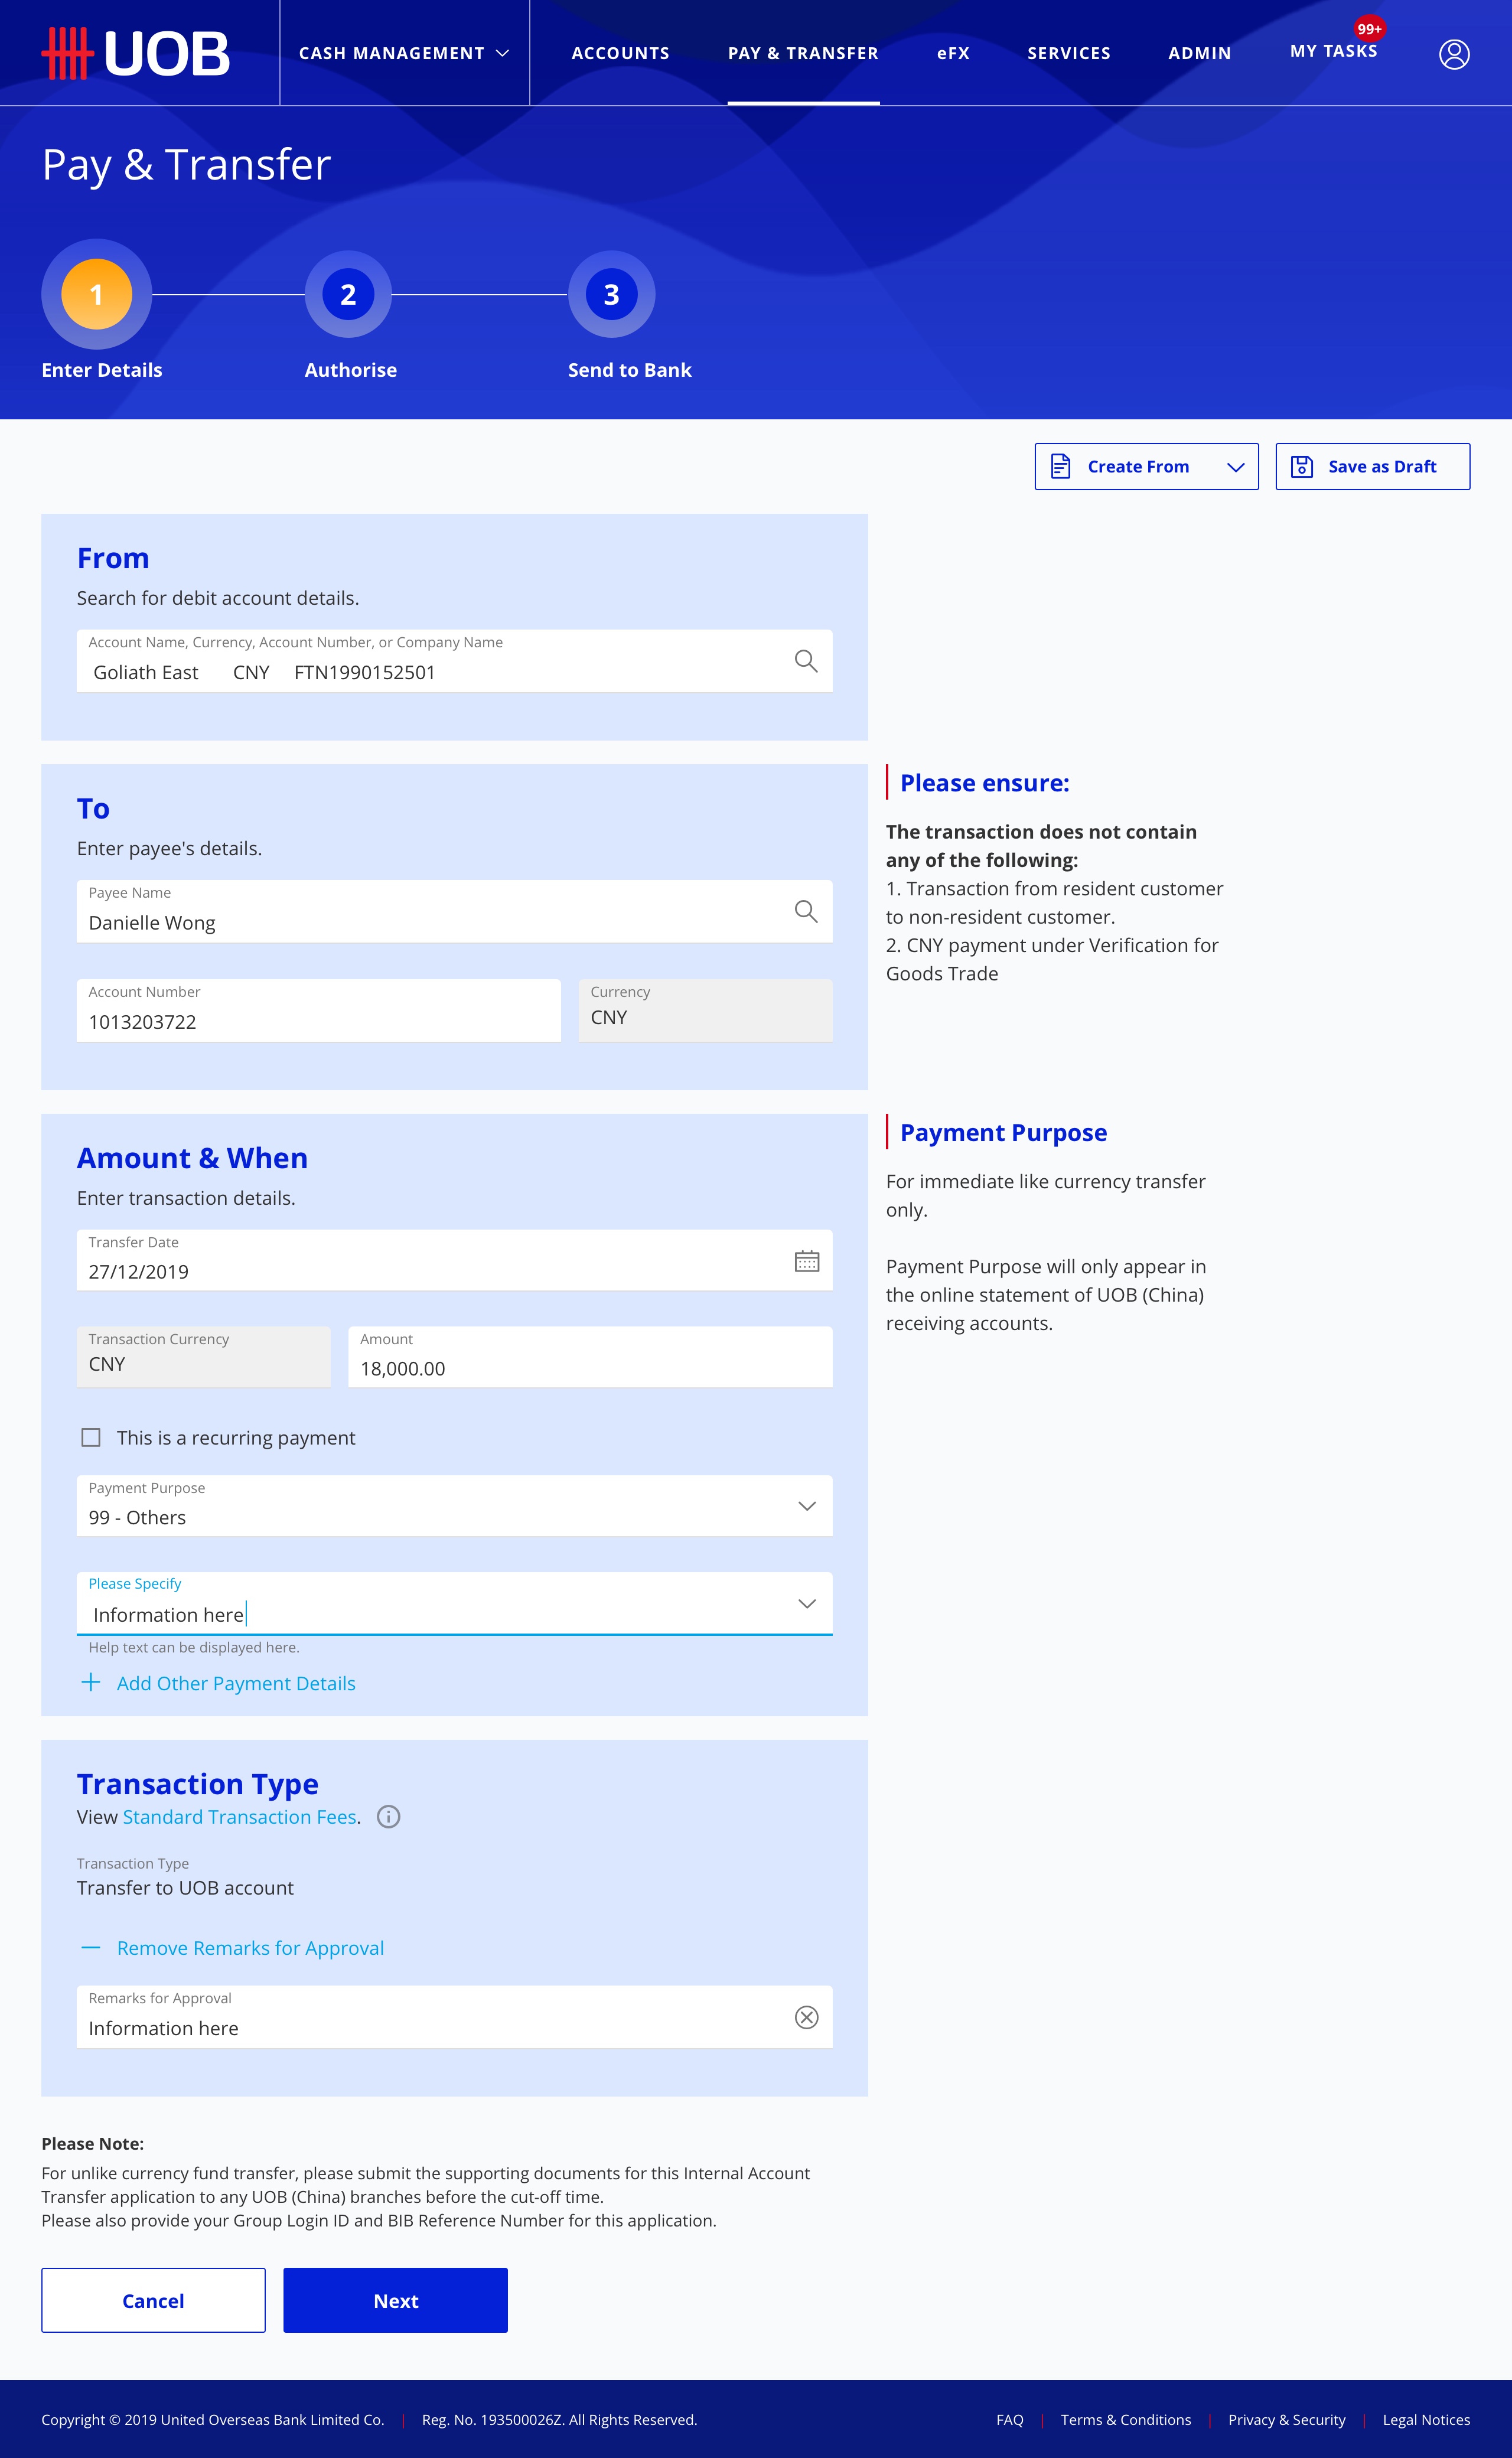 UOB
CASH MANAGEMENT
ACCOUNTS
PAY & TRANSFER
eFX
SERVICES
ADMIN
MY TASKS
99+
Pay & Transfer
1
2
3
Enter Details
Authorise
Send to Bank
Create From
Save as Draft
From
Search for debit account details.
Account Name, Currency, Account Number, or Company Name
Goliath East CNY FTN1990152501
To
Enter payee's details.
Payee Name
Danielle Wong
Account Number
1013203722
Currency
CNY
Please ensure:
The transaction does not contain
any of the following:
1. Transaction from resident customer
to non-resident customer.
2. CNY payment under Verification for
Goods Trade
Amount & When
Enter transaction details.
Transfer Date
27/12/2019
Transaction Currency
CNY
Amount
18,000.00
This is a recurring payment
Payment Purpose
99 - Others
Please Specify
Information here
Help text can be displayed here.
Add Other Payment Details
Payment Purpose
For immediate like currency transfer
only.
Payment Purpose will only appear in
the online statement of UOB (China)
receiving accounts.
Transaction Type
View Standard Transaction Fees.
Transaction Type
Transfer to UOB account
Remove Remarks for Approval
Remarks for Approval
Information here
Please Note:
For unlike currency fund transfer, please submit the supporting documents for this Internal Account
Transfer application to any UOB (China) branches before the cut-off time.
Please also provide your Group Login ID and BIB Reference Number for this application.
Cancel
Next
Copyright © 2019 United Overseas Bank Limited Co. | Reg. No. 193500026Z. All Rights Reserved.
FAQ | Terms & Conditions | Privacy & Security | Legal Notices